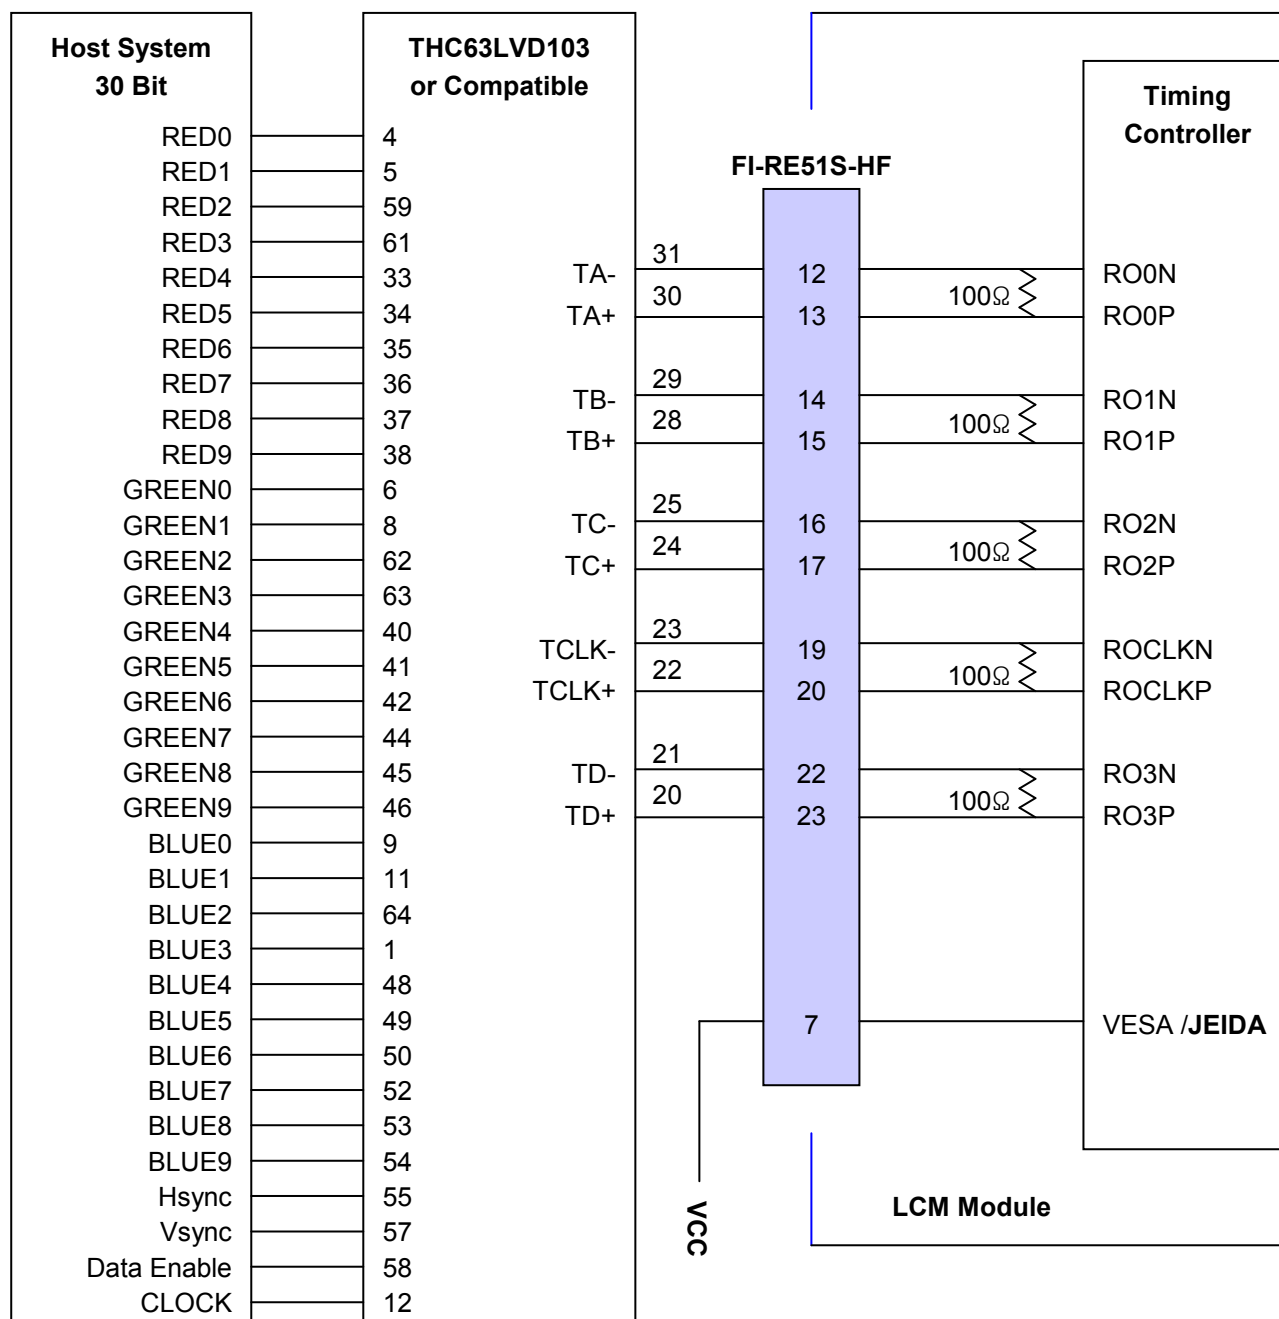 Host System
30 Bit
RED0
RED1
RED2
RED3
RED4
RED5
RED6
RED7
RED8
RED9
GREEN0
GREEN1
GREEN2
GREEN3
GREEN4
GREEN5
GREEN6
GREEN7
GREEN8
GREEN9
BLUE0
BLUE1
BLUE2
BLUE3
BLUE4
BLUE5
BLUE6
BLUE7
BLUE8
BLUE9
Hsync
Vsync
Data Enable
CLOCK
THC63LVD103
or Compatible
4
5
59
61
33
34
35
36
37
38
6
8
62
63
40
41
42
44
45
46
9
11
64
1
48
49
50
52
53
54
55
57
58
12
TA-
TA+
TB-
TB+
TC-
TC+
TCLK-
TCLK+
TD-
TD+
31
30
29
28
25
24
23
22
21
20
VCC
FI-RE51S-HF
12
13
14
15
16
17
19
20
22
23
7
100Ω
100Ω
100Ω
100Ω
100Ω
Timing
Controller
RO0N
RO0P
RO1N
RO1P
RO2N
RO2P
ROCLKN
ROCLKP
RO3N
RO3P
VESA /JEIDA
LCM Module